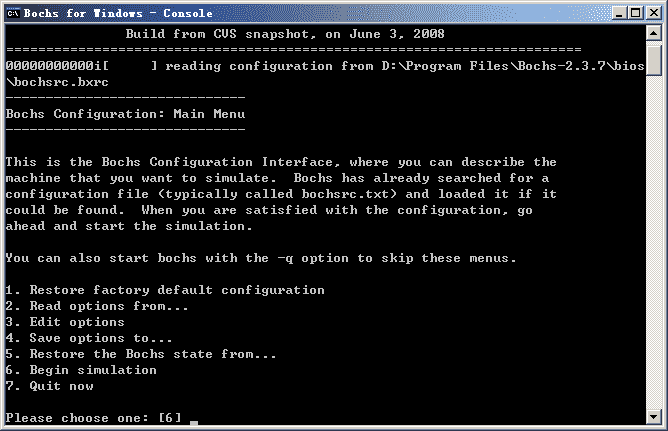 Bochs for Windows - Console
Build from CVS snapshot, on June 3, 2008
========================================================================
00000000000i[      ] reading configuration from D:\Program Files\Bochs-2.3.7\bios
\bochsrc.bxrc
------------------------------
Bochs Configuration: Main Menu
------------------------------
This is the Bochs Configuration Interface, where you can describe the
machine that you want to simulate.  Bochs has already searched for a
configuration file (typically called bochsrc.txt) and loaded it if it
could be found.  When you are satisfied with the configuration, go
ahead and start the simulation.
You can also start bochs with the -q option to skip these menus.
1. Restore factory default configuration
2. Read options from...
3. Edit options
4. Save options to...
5. Restore the Bochs state from...
6. Begin simulation
7. Quit now
Please choose one: [6] _